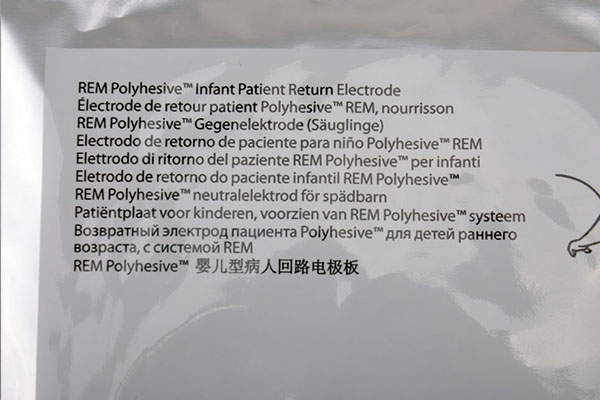 REM Polyhesive™ Infant Patient Return Electrode
Électrode de retour patient Polyhesive™ REM, nourrisson
REM Polyhesive™ Gegenelektrode (Säuglinge)
Electrodo de retorno de paciente para niño Polyhesive™ REM
Elettrodo di ritorno del paziente REM Polyhesive™ per infanti
Eletrodo de retorno do paciente infantil REM Polyhesive™
REM Polyhesive™ neutralelektrod för spädbarn
Patiëntplaat voor kinderen, voorzien van REM Polyhesive™ systeem
Возвратный электрод пациента Polyhesive™ для детей раннего
возраста, с системой REM
REM Polyhesive™ 婴儿型病人回路电极板